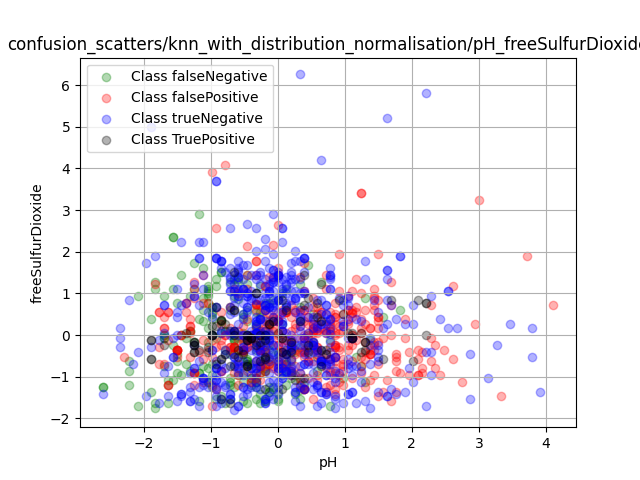 confusion_scatters/knn_with_distribution_normalisation/pH_freeSulfurDioxide
Class falseNegative
Class falsePositive
Class trueNegative
Class TruePositive
freeSulfurDioxide
6
5
4
3
2
1
0
−1
−2
−2 −1 0 1 2 3 4
pH